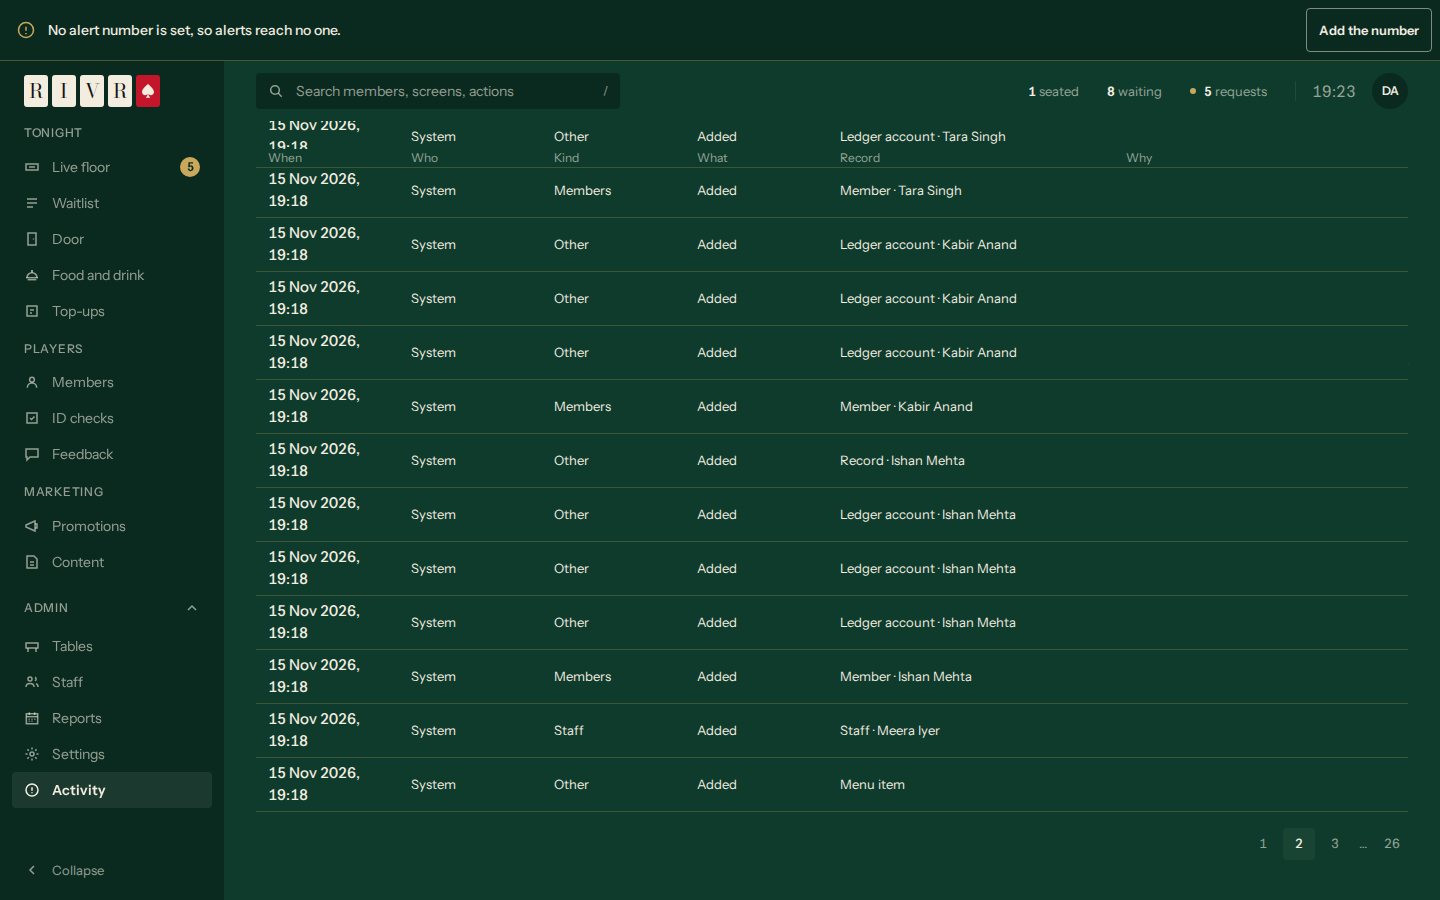 No alert number is set, so alerts reach no one.
Add the number
R I V R
Search members, screens, actions /
1 seated 8 waiting 5 requests 19:23 DA
TONIGHT
Live floor 5
Waitlist
Door
Food and drink
Top-ups
PLAYERS
Members
ID checks
Feedback
MARKETING
Promotions
Content
ADMIN
Tables
Staff
Reports
Settings
Activity
Collapse
15 Nov 2026, 19:18 System Other Added Ledger account · Tara Singh
When Who Kind What Record Why
15 Nov 2026, 19:18 System Members Added Member · Tara Singh
15 Nov 2026, 19:18 System Other Added Ledger account · Kabir Anand
15 Nov 2026, 19:18 System Other Added Ledger account · Kabir Anand
15 Nov 2026, 19:18 System Other Added Ledger account · Kabir Anand
15 Nov 2026, 19:18 System Members Added Member · Kabir Anand
15 Nov 2026, 19:18 System Other Added Record · Ishan Mehta
15 Nov 2026, 19:18 System Other Added Ledger account · Ishan Mehta
15 Nov 2026, 19:18 System Other Added Ledger account · Ishan Mehta
15 Nov 2026, 19:18 System Other Added Ledger account · Ishan Mehta
15 Nov 2026, 19:18 System Members Added Member · Ishan Mehta
15 Nov 2026, 19:18 System Staff Added Staff · Meera Iyer
15 Nov 2026, 19:18 System Other Added Menu item
1 2 3 … 26